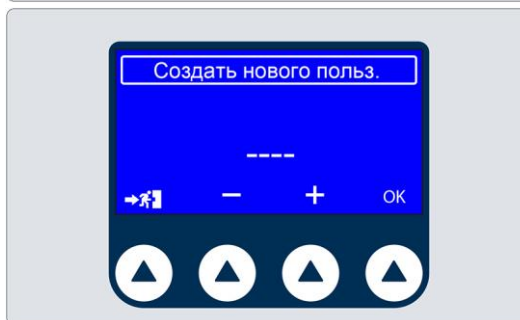 Создать нового польз.
----
− + OK